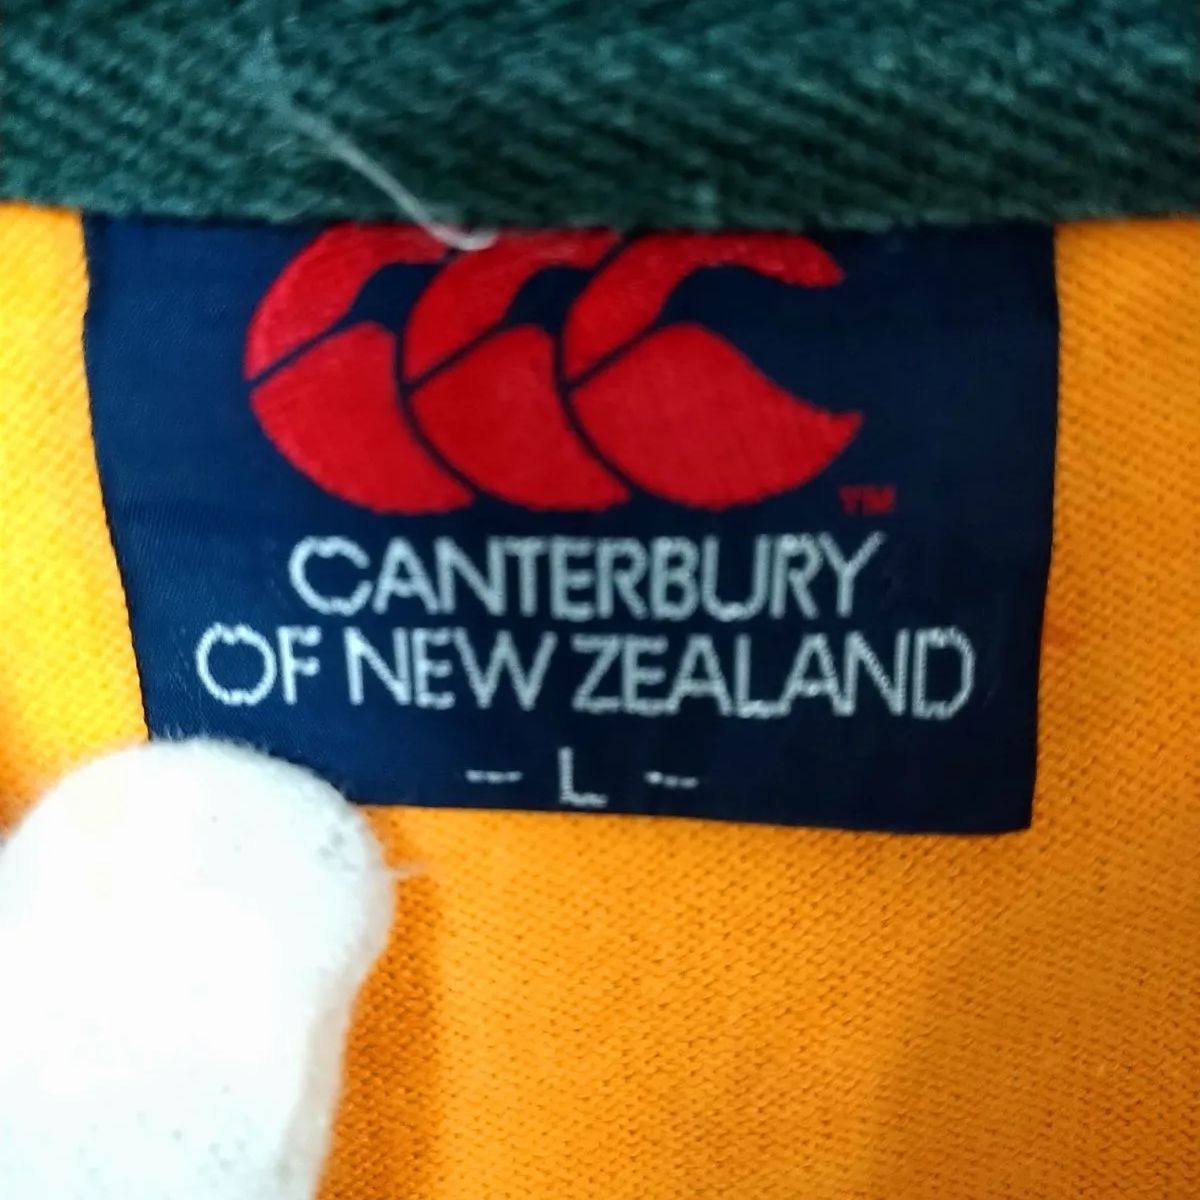 TM
CANTERBURY
OF NEW ZEALAND
-- L --